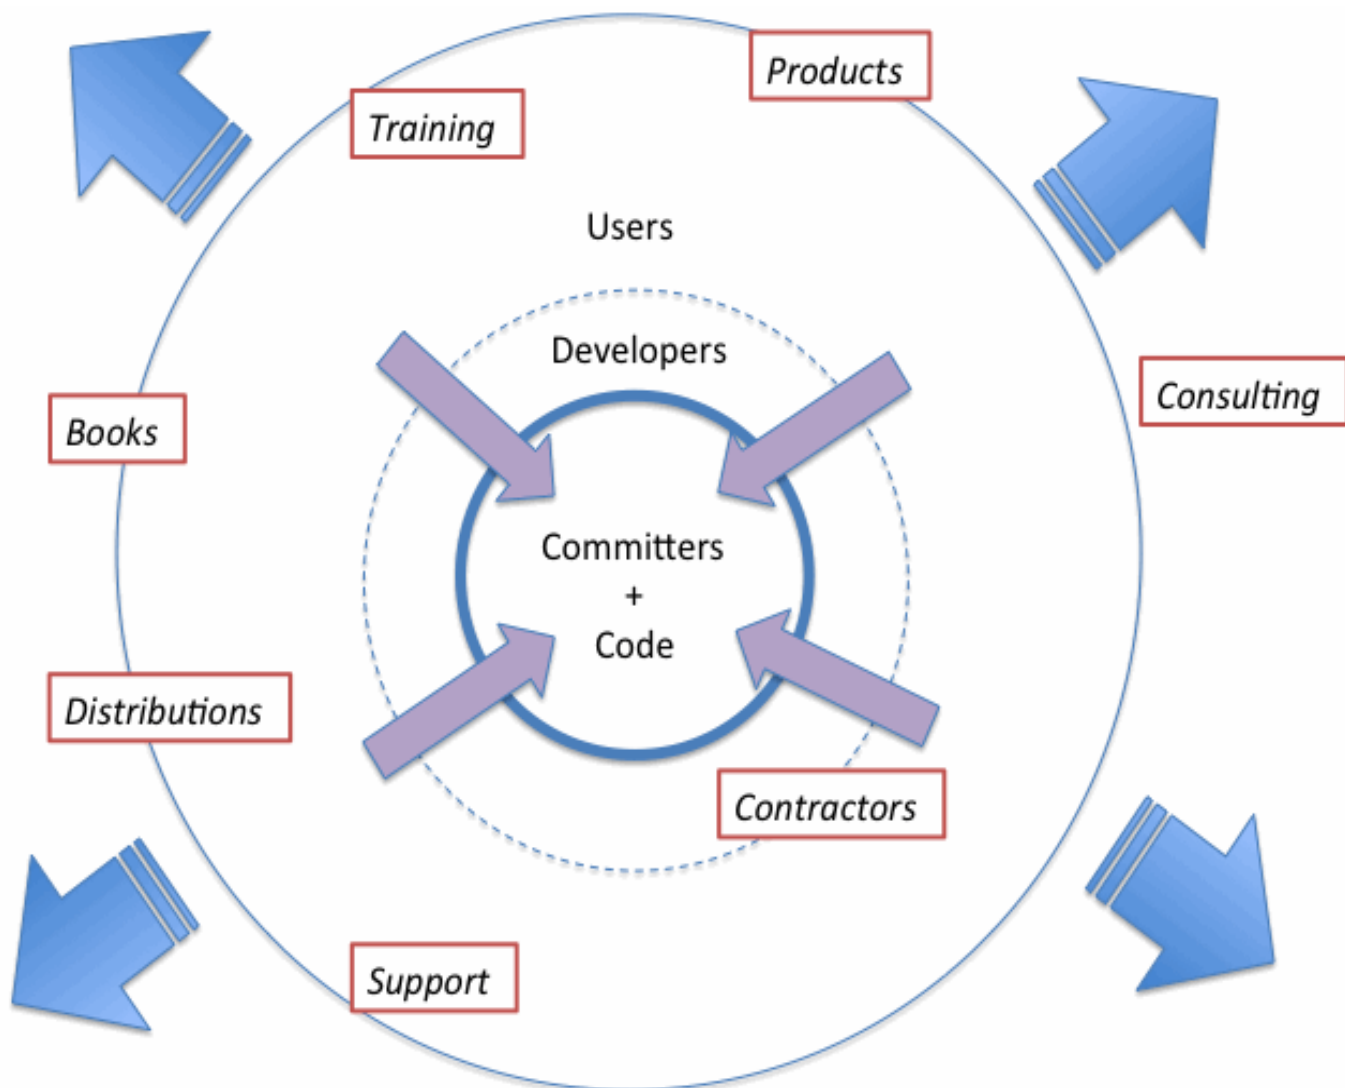 Products
Training
Users
Developers
Consulting
Books
Committers
+
Code
Distributions
Contractors
Support